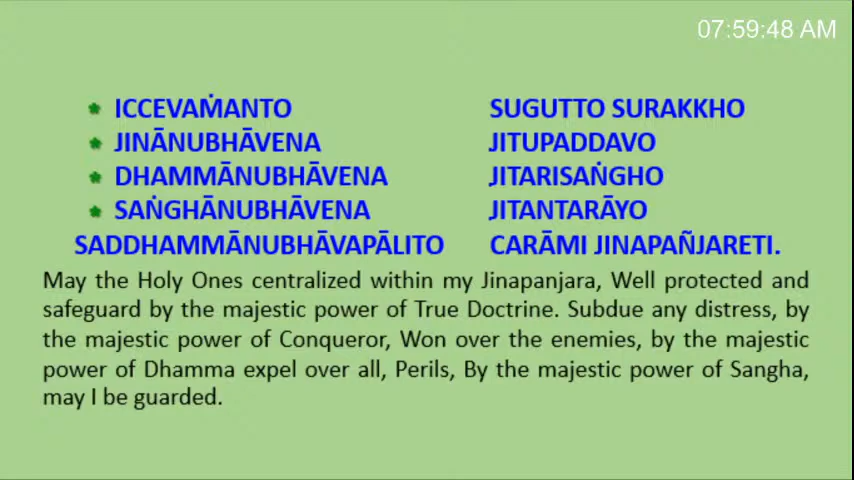 07:59:48 AM
ICCEVAṀANTO SUGUTTO SURAKKHO
JINĀNUBHĀVENA JITUPADDAVO
DHAMMĀNUBHĀVENA JITARISAṄGHO
SAṄGHĀNUBHĀVENA JITANTARĀYO
SADDHAMMĀNUBHĀVAPĀLITO CARĀMI JINAPAÑJARETI.
May the Holy Ones centralized within my Jinapanjara, Well protected and
safeguard by the majestic power of True Doctrine. Subdue any distress, by
the majestic power of Conqueror, Won over the enemies, by the majestic
power of Dhamma expel over all, Perils, By the majestic power of Sangha,
may I be guarded.